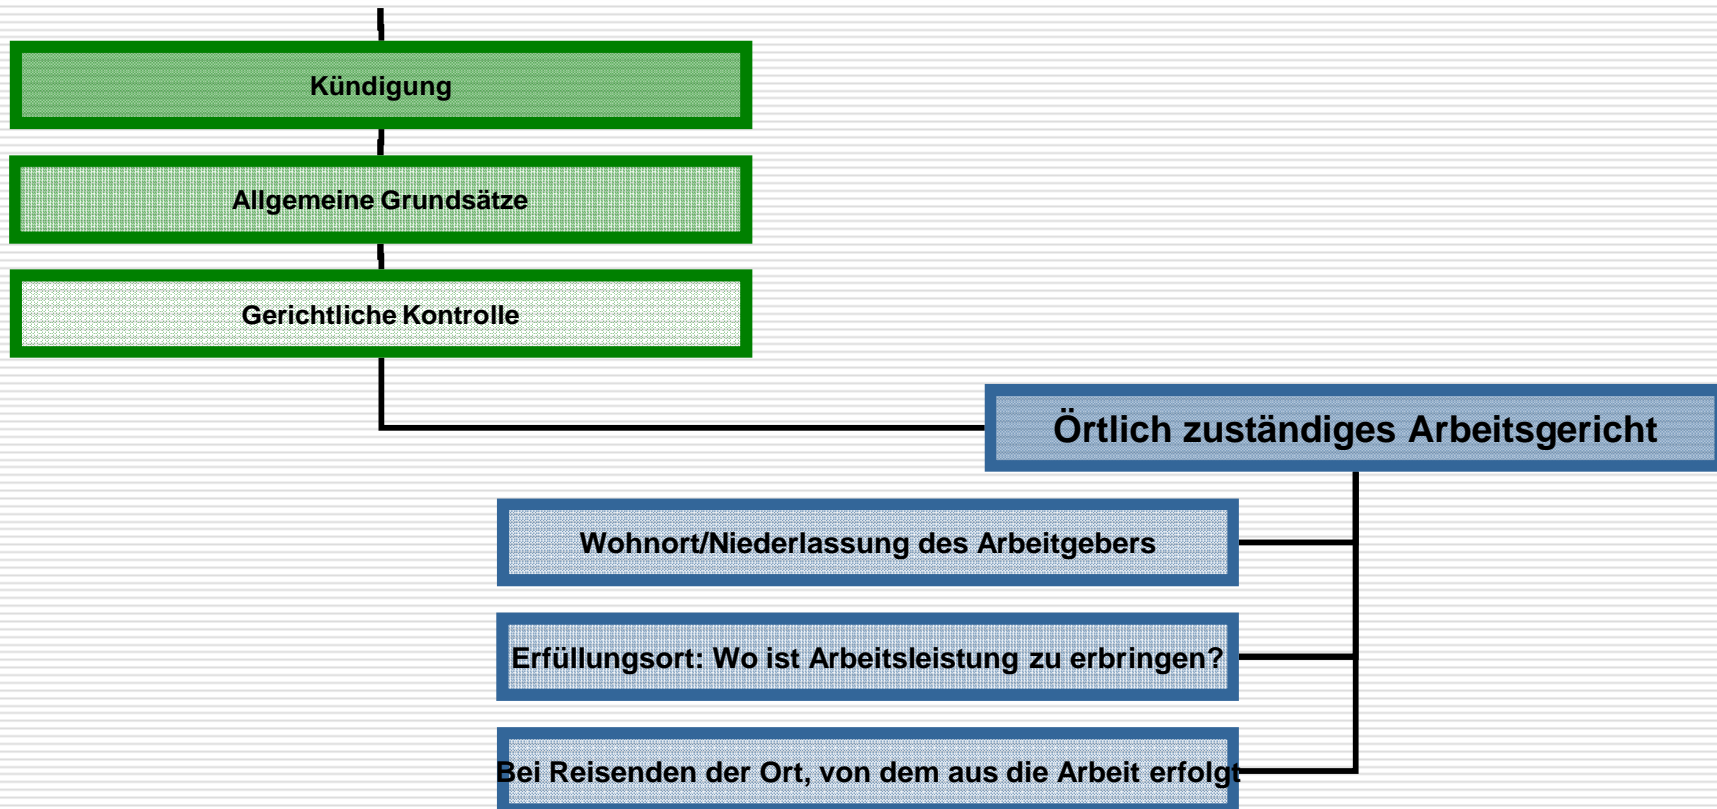 Kündigung
Allgemeine Grundsätze
Gerichtliche Kontrolle
Örtlich zuständiges Arbeitsgericht
Wohnort/Niederlassung des Arbeitgebers
Erfüllungsort: Wo ist Arbeitsleistung zu erbringen?
Bei Reisenden der Ort, von dem aus die Arbeit erfolgt